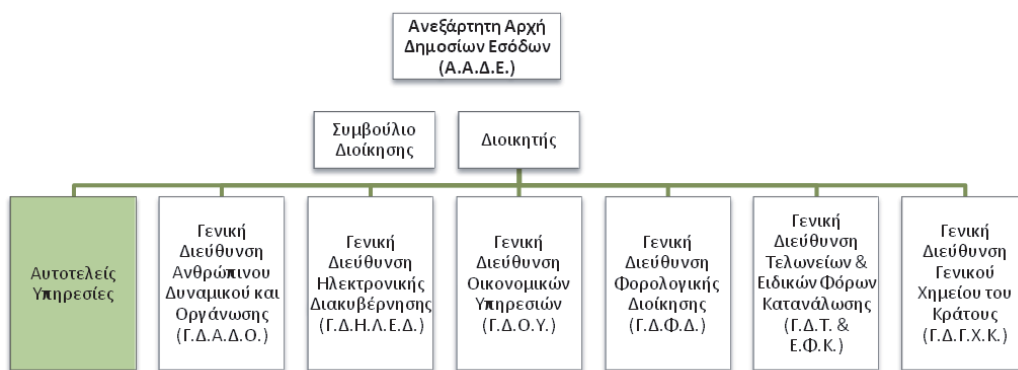 Ανεξάρτητη Αρχή
Δημοσίων Εσόδων
(Α.Α.Δ.Ε.)
Συμβούλιο
Διοίκησης
Διοικητής
Αυτοτελείς
Υπηρεσίες
Γενική
Διεύθυνση
Ανθρώπινου
Δυναμικού και
Οργάνωσης
(Γ.Δ.Α.Δ.Ο.)
Γενική
Διεύθυνση
Ηλεκτρονικής
Διακυβέρνησης
(Γ.Δ.Η.Λ.Ε.Δ.)
Γενική
Διεύθυνση
Οικονομικών
Υπηρεσιών
(Γ.Δ.Ο.Υ.)
Γενική
Διεύθυνση
Φορολογικής
Διοίκησης
(Γ.Δ.Φ.Δ.)
Γενική
Διεύθυνση
Τελωνείων &
Ειδικών Φόρων
Κατανάλωσης
(Γ.Δ.Τ. &
Ε.Φ.Κ.)
Γενική
Διεύθυνση
Γενικού
Χημείου του
Κράτους
(Γ.Δ.Γ.Χ.Κ.)